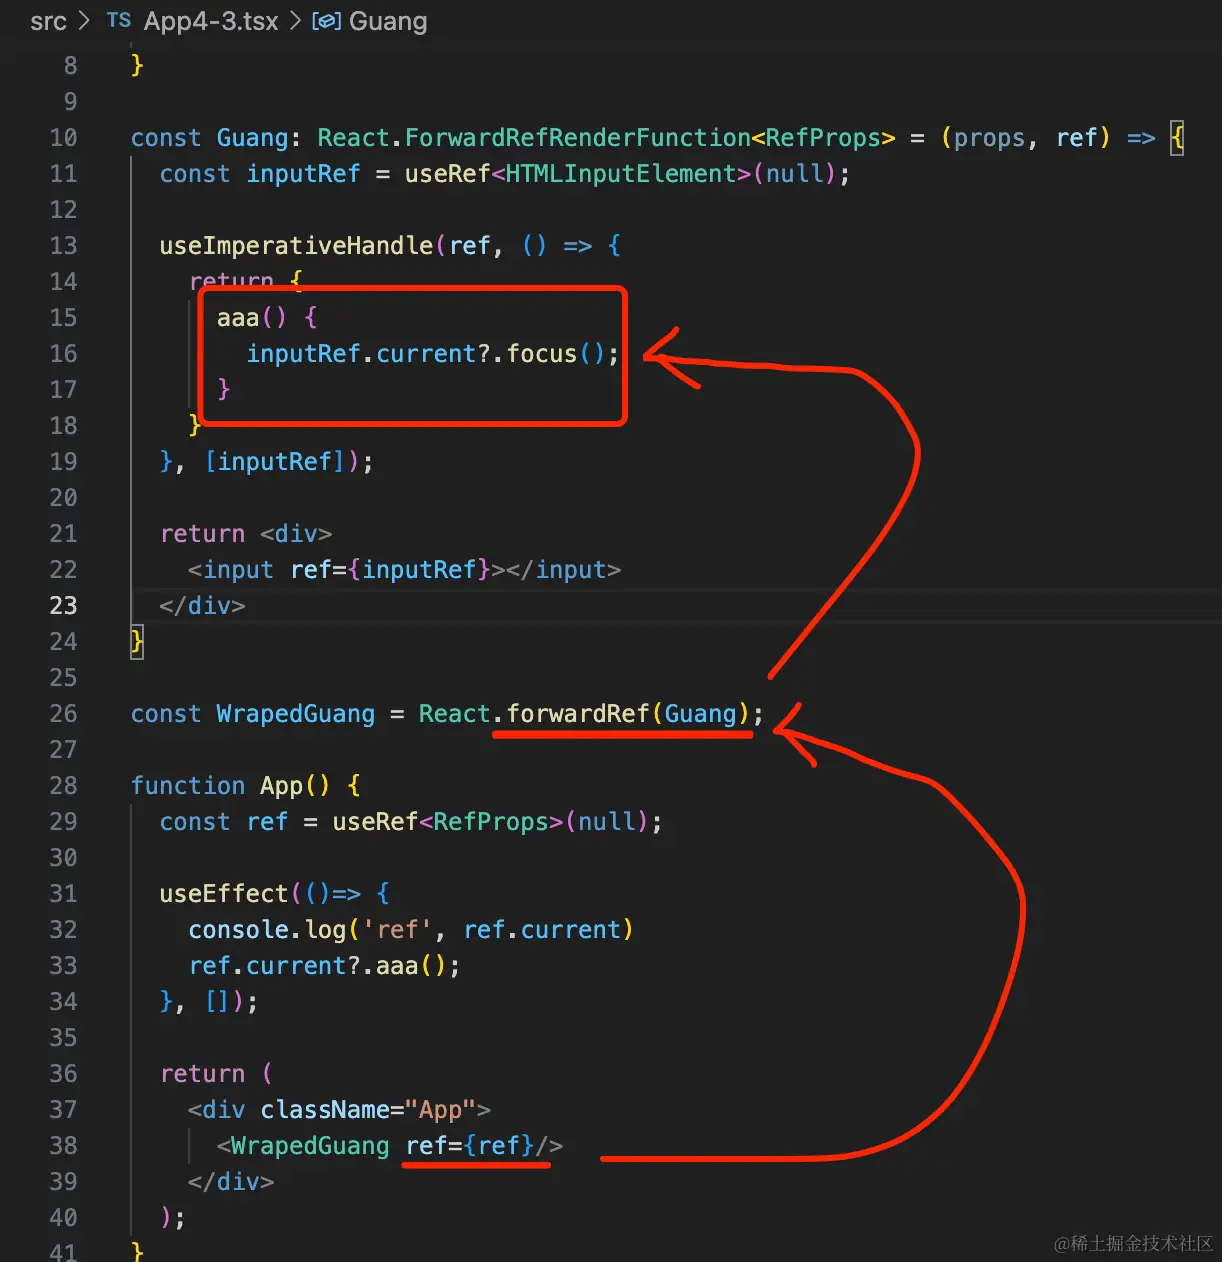 src > TS App4-3.tsx > Guang
8 }
9
10 const Guang: React.ForwardRefRenderFunction<RefProps> = (props, ref) => {
11   const inputRef = useRef<HTMLInputElement>(null);
12
13   useImperativeHandle(ref, () => {
14     return {
15       aaa() {
16         inputRef.current?.focus();
17       }
18     }
19   }, [inputRef]);
20
21   return <div>
22     <input ref={inputRef}></input>
23   </div>
24 }
25
26 const WrapedGuang = React.forwardRef(Guang);
27
28 function App() {
29   const ref = useRef<RefProps>(null);
30
31   useEffect(()=> {
32     console.log('ref', ref.current)
33     ref.current?.aaa();
34   }, []);
35
36   return (
37     <div className="App">
38       <WrapedGuang ref={ref}/>
39     </div>
40   );
41 }
@稀土掘金技术社区